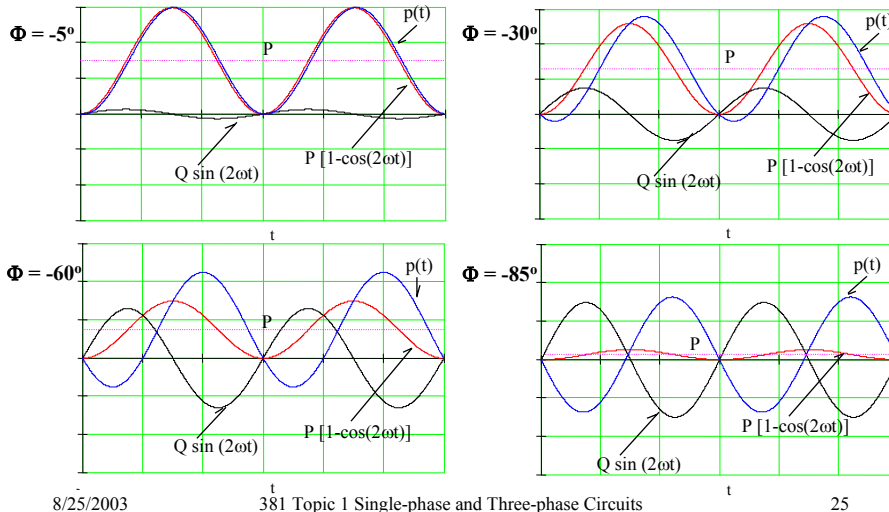 Φ = -5º
p(t)
P
Q sin (2ωt)
P [1-cos(2ωt)]
t
Φ = -30º
p(t)
P
Q sin (2ωt)
P [1-cos(2ωt)]
t
Φ = -60º
p(t)
P
Q sin (2ωt)
P [1-cos(2ωt)]
t
Φ = -85º
p(t)
P
Q sin (2ωt)
P [1-cos(2ωt)]
t
8/25/2003 381 Topic 1 Single-phase and Three-phase Circuits 25